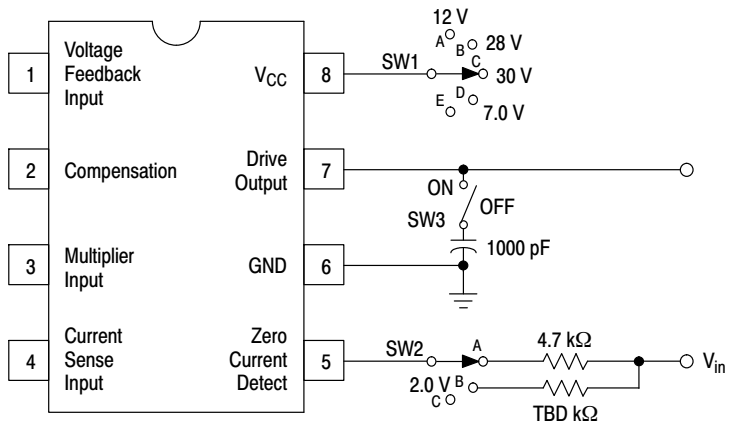 1
Voltage
Feedback
Input
2
Compensation
3
Multiplier
Input
4
Current
Sense
Input
VCC
8
Drive
Output
7
GND
6
Zero
Current
Detect
5
SW1
12 V
A
B
28 V
C
30 V
D
7.0 V
E
ON
OFF
SW3
1000 pF
SW2
A
4.7 kΩ
Vin
2.0 V
B
C
TBD kΩ